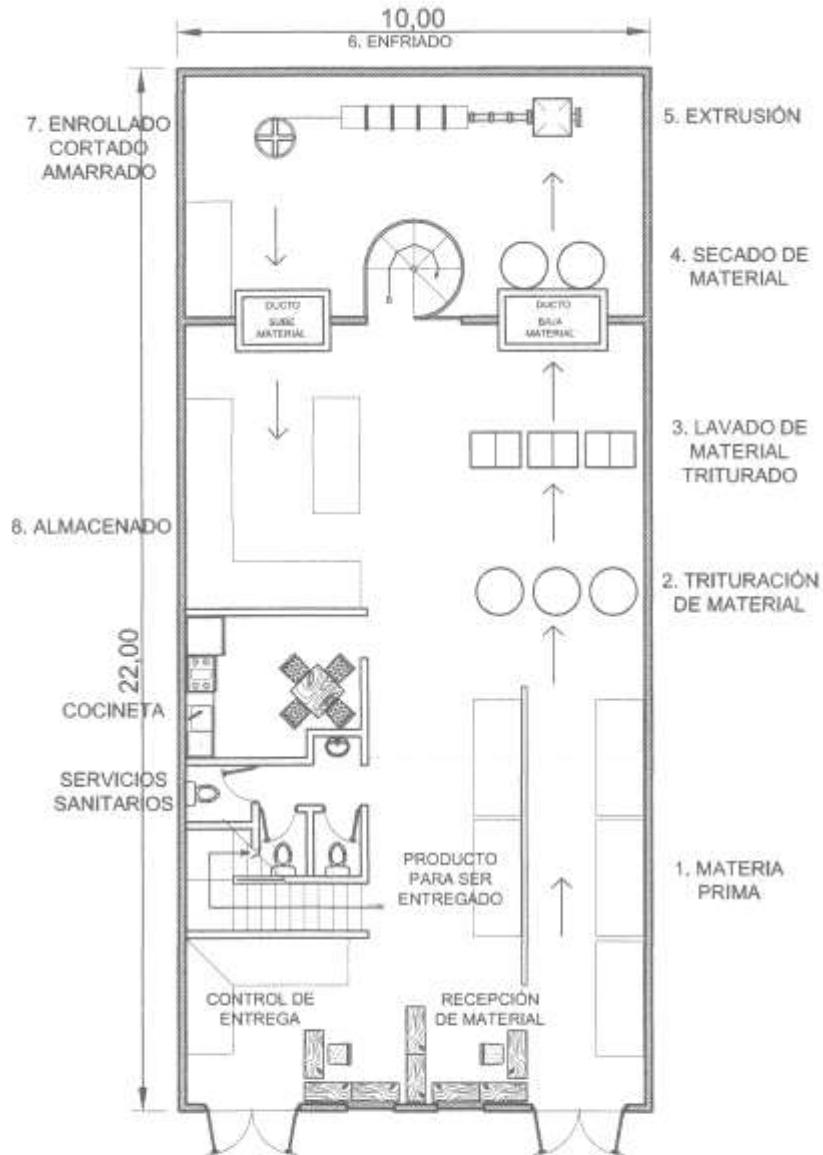 10,00
6. ENFRIADO
7. ENROLLADO
CORTADO
AMARRADO
5. EXTRUSIÓN
4. SECADO DE
MATERIAL
DUCTO
SUBE
MATERIAL
DUCTO
BAJA
MATERIAL
3. LAVADO DE
MATERIAL
TRITURADO
8. ALMACENADO
2. TRITURACIÓN
DE MATERIAL
22,00
COCINETA
SERVICIOS
SANITARIOS
PRODUCTO
PARA SER
ENTREGADO
1. MATERIA
PRIMA
CONTROL DE
ENTREGA
RECEPCIÓN
DE MATERIAL